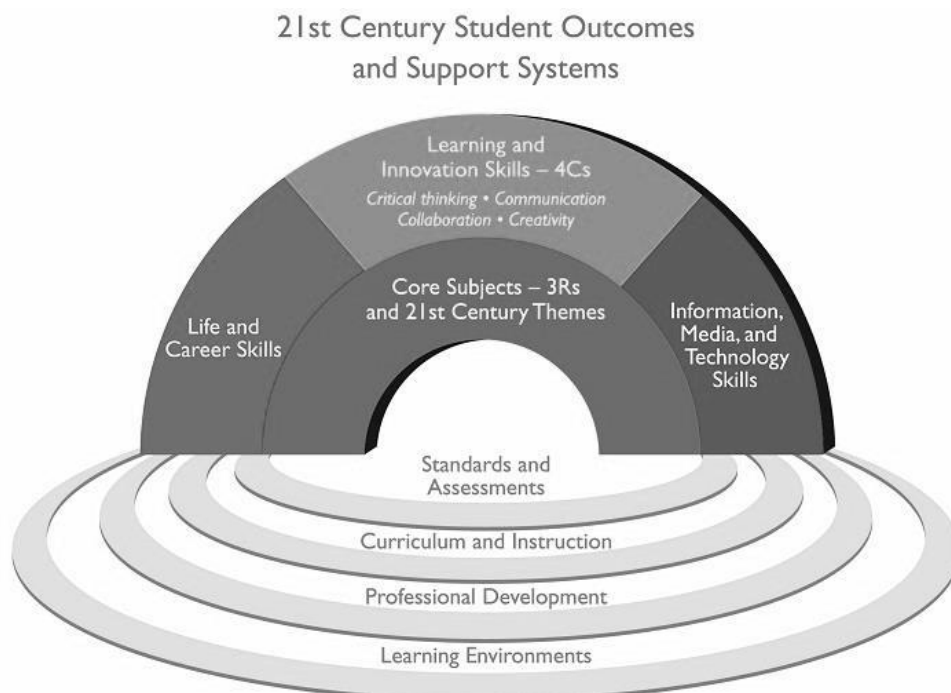 21st Century Student Outcomes
and Support Systems
Learning and
Innovation Skills – 4Cs
Critical thinking • Communication
Collaboration • Creativity
Core Subjects – 3Rs
and 21st Century Themes
Life and
Career Skills
Information,
Media, and
Technology
Skills
Standards and
Assessments
Curriculum and Instruction
Professional Development
Learning Environments